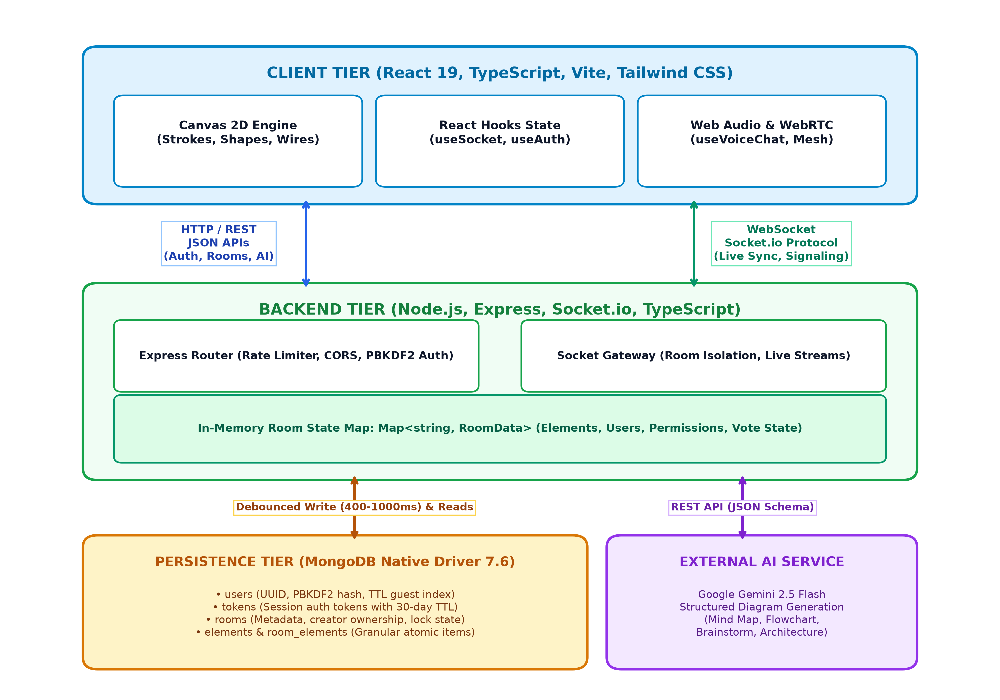 CLIENT TIER (React 19, TypeScript, Vite, Tailwind CSS)
Canvas 2D Engine
(Strokes, Shapes, Wires)
React Hooks State
(useSocket, useAuth)
Web Audio & WebRTC
(useVoiceChat, Mesh)
HTTP / REST
JSON APIs
(Auth, Rooms, AI)
WebSocket
Socket.io Protocol
(Live Sync, Signaling)
BACKEND TIER (Node.js, Express, Socket.io, TypeScript)
Express Router (Rate Limiter, CORS, PBKDF2 Auth)
Socket Gateway (Room Isolation, Live Streams)
In-Memory Room State Map: Map<string, RoomData> (Elements, Users, Permissions, Vote State)
Debounced Write (400-1000ms) & Reads
REST API (JSON Schema)
PERSISTENCE TIER (MongoDB Native Driver 7.6)
• users (UUID, PBKDF2 hash, TTL guest index)
• tokens (Session auth tokens with 30-day TTL)
• rooms (Metadata, creator ownership, lock state)
• elements & room_elements (Granular atomic items)
EXTERNAL AI SERVICE
Google Gemini 2.5 Flash
Structured Diagram Generation
(Mind Map, Flowchart,
Brainstorm, Architecture)